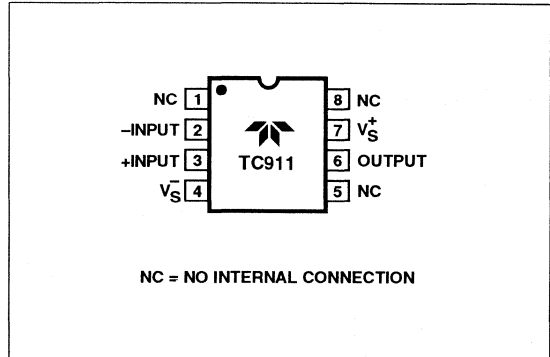 NC 1
–INPUT 2
+INPUT 3
V_S^- 4
TC911
8 NC
7 V_S^+
6 OUTPUT
5 NC
NC = NO INTERNAL CONNECTION